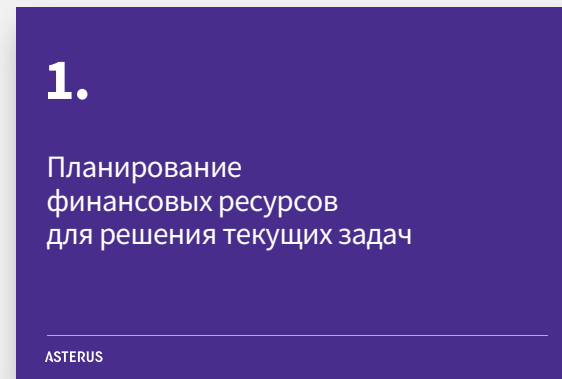 1.
Планирование
финансовых ресурсов
для решения текущих задач
ASTERUS